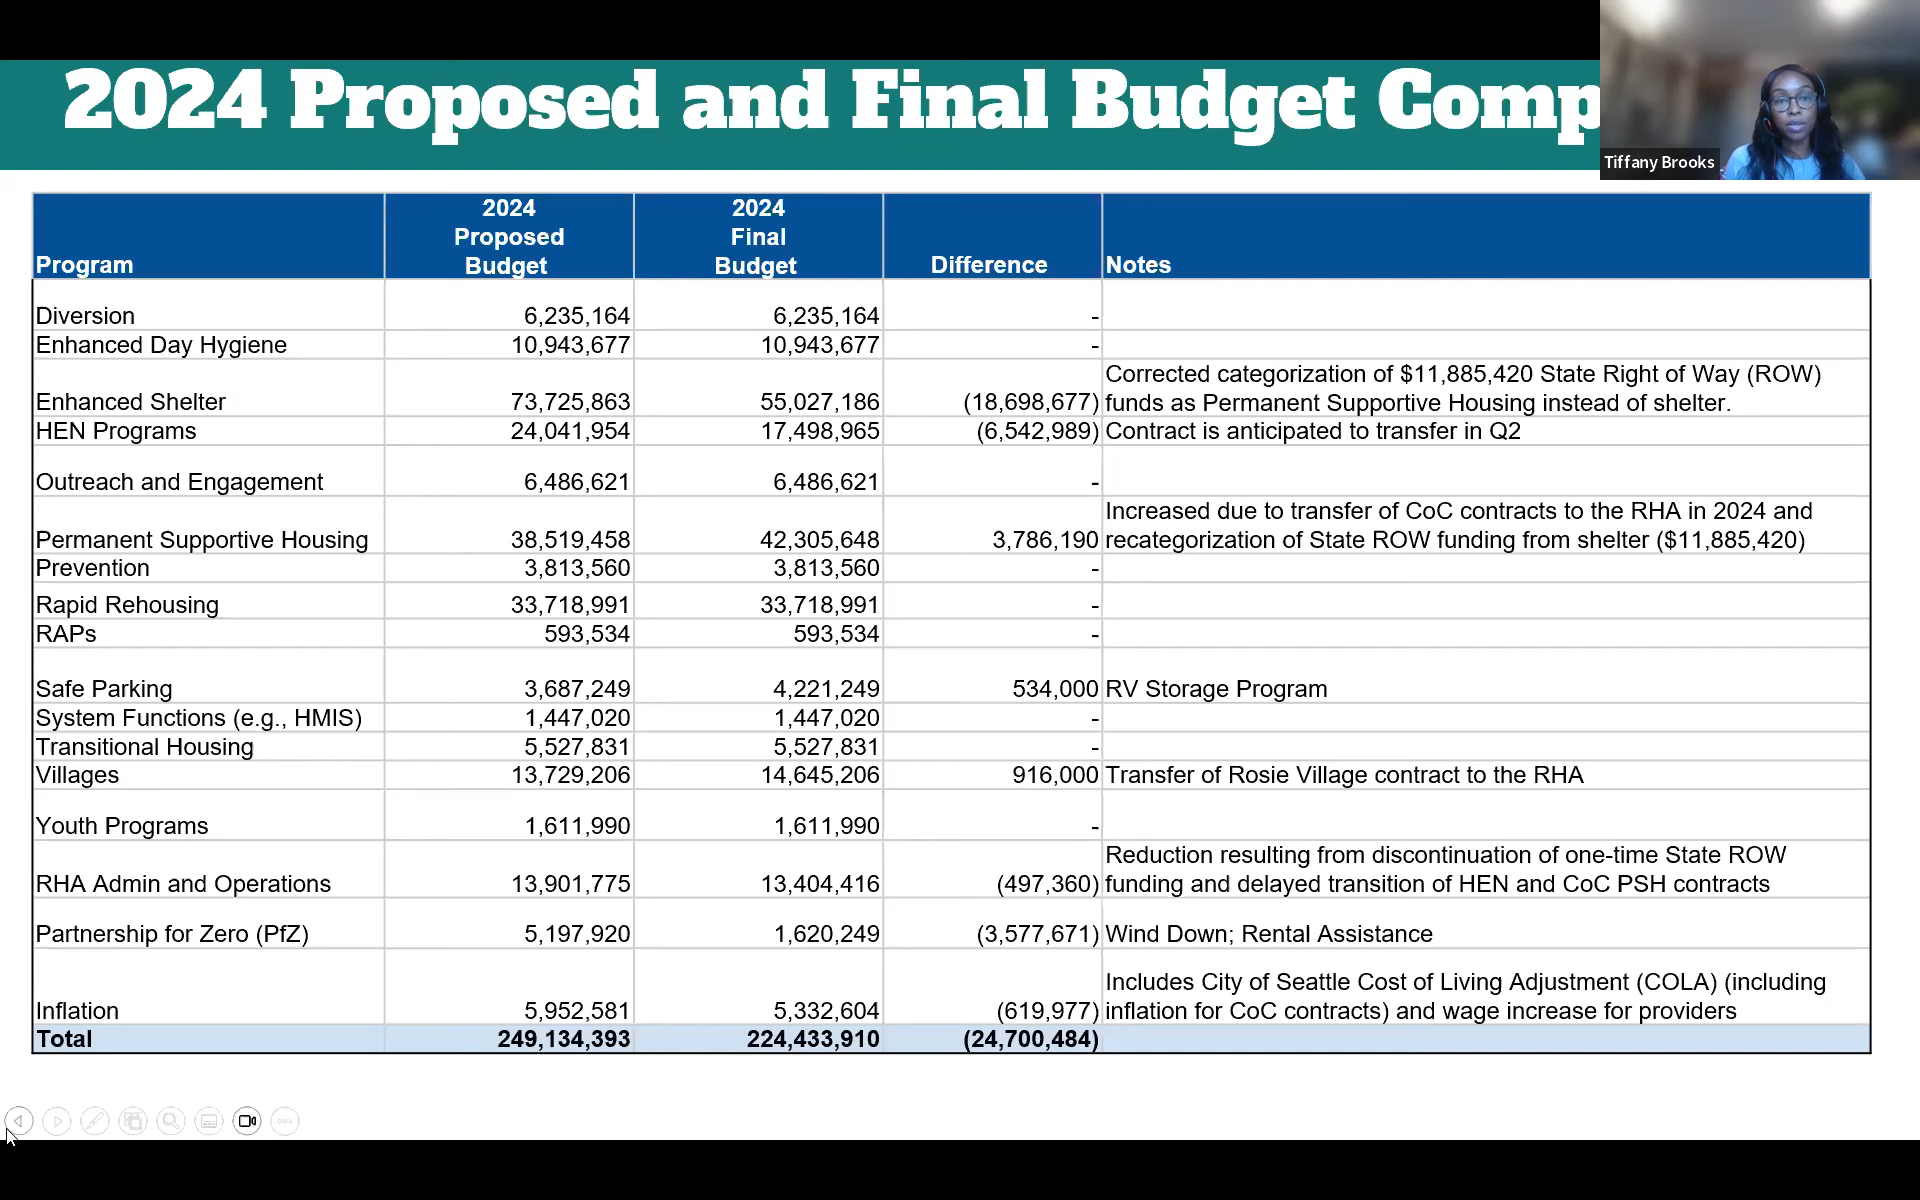 2024 Proposed and Final Budget Comp
Tiffany Brooks
Program
2024
Proposed
Budget
2024
Final
Budget
Difference
Notes
Diversion 6,235,164 6,235,164 -
Enhanced Day Hygiene 10,943,677 10,943,677 -
Enhanced Shelter 73,725,863 55,027,186 (18,698,677) Corrected categorization of $11,885,420 State Right of Way (ROW)
funds as Permanent Supportive Housing instead of shelter.
HEN Programs 24,041,954 17,498,965 (6,542,989) Contract is anticipated to transfer in Q2
Outreach and Engagement 6,486,621 6,486,621 -
Permanent Supportive Housing 38,519,458 42,305,648 3,786,190 Increased due to transfer of CoC contracts to the RHA in 2024 and
recategorization of State ROW funding from shelter ($11,885,420)
Prevention 3,813,560 3,813,560 -
Rapid Rehousing 33,718,991 33,718,991 -
RAPs 593,534 593,534 -
Safe Parking 3,687,249 4,221,249 534,000 RV Storage Program
System Functions (e.g., HMIS) 1,447,020 1,447,020 -
Transitional Housing 5,527,831 5,527,831 -
Villages 13,729,206 14,645,206 916,000 Transfer of Rosie Village contract to the RHA
Youth Programs 1,611,990 1,611,990 -
RHA Admin and Operations 13,901,775 13,404,416 (497,360) Reduction resulting from discontinuation of one-time State ROW
funding and delayed transition of HEN and CoC PSH contracts
Partnership for Zero (PfZ) 5,197,920 1,620,249 (3,577,671) Wind Down; Rental Assistance
Inflation 5,952,581 5,332,604 (619,977) Includes City of Seattle Cost of Living Adjustment (COLA) (including
inflation for CoC contracts) and wage increase for providers
Total 249,134,393 224,433,910 (24,700,484)